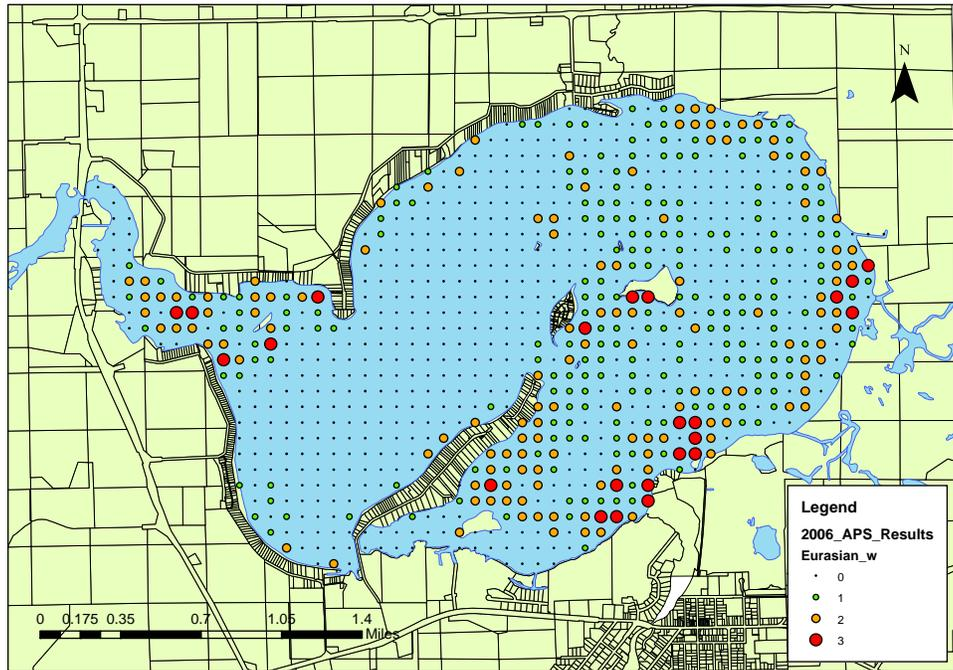 N
Legend
2006_APS_Results
Eurasian_w
0
1
2
3
0 0.175 0.35 0.7 1.05 1.4
Miles